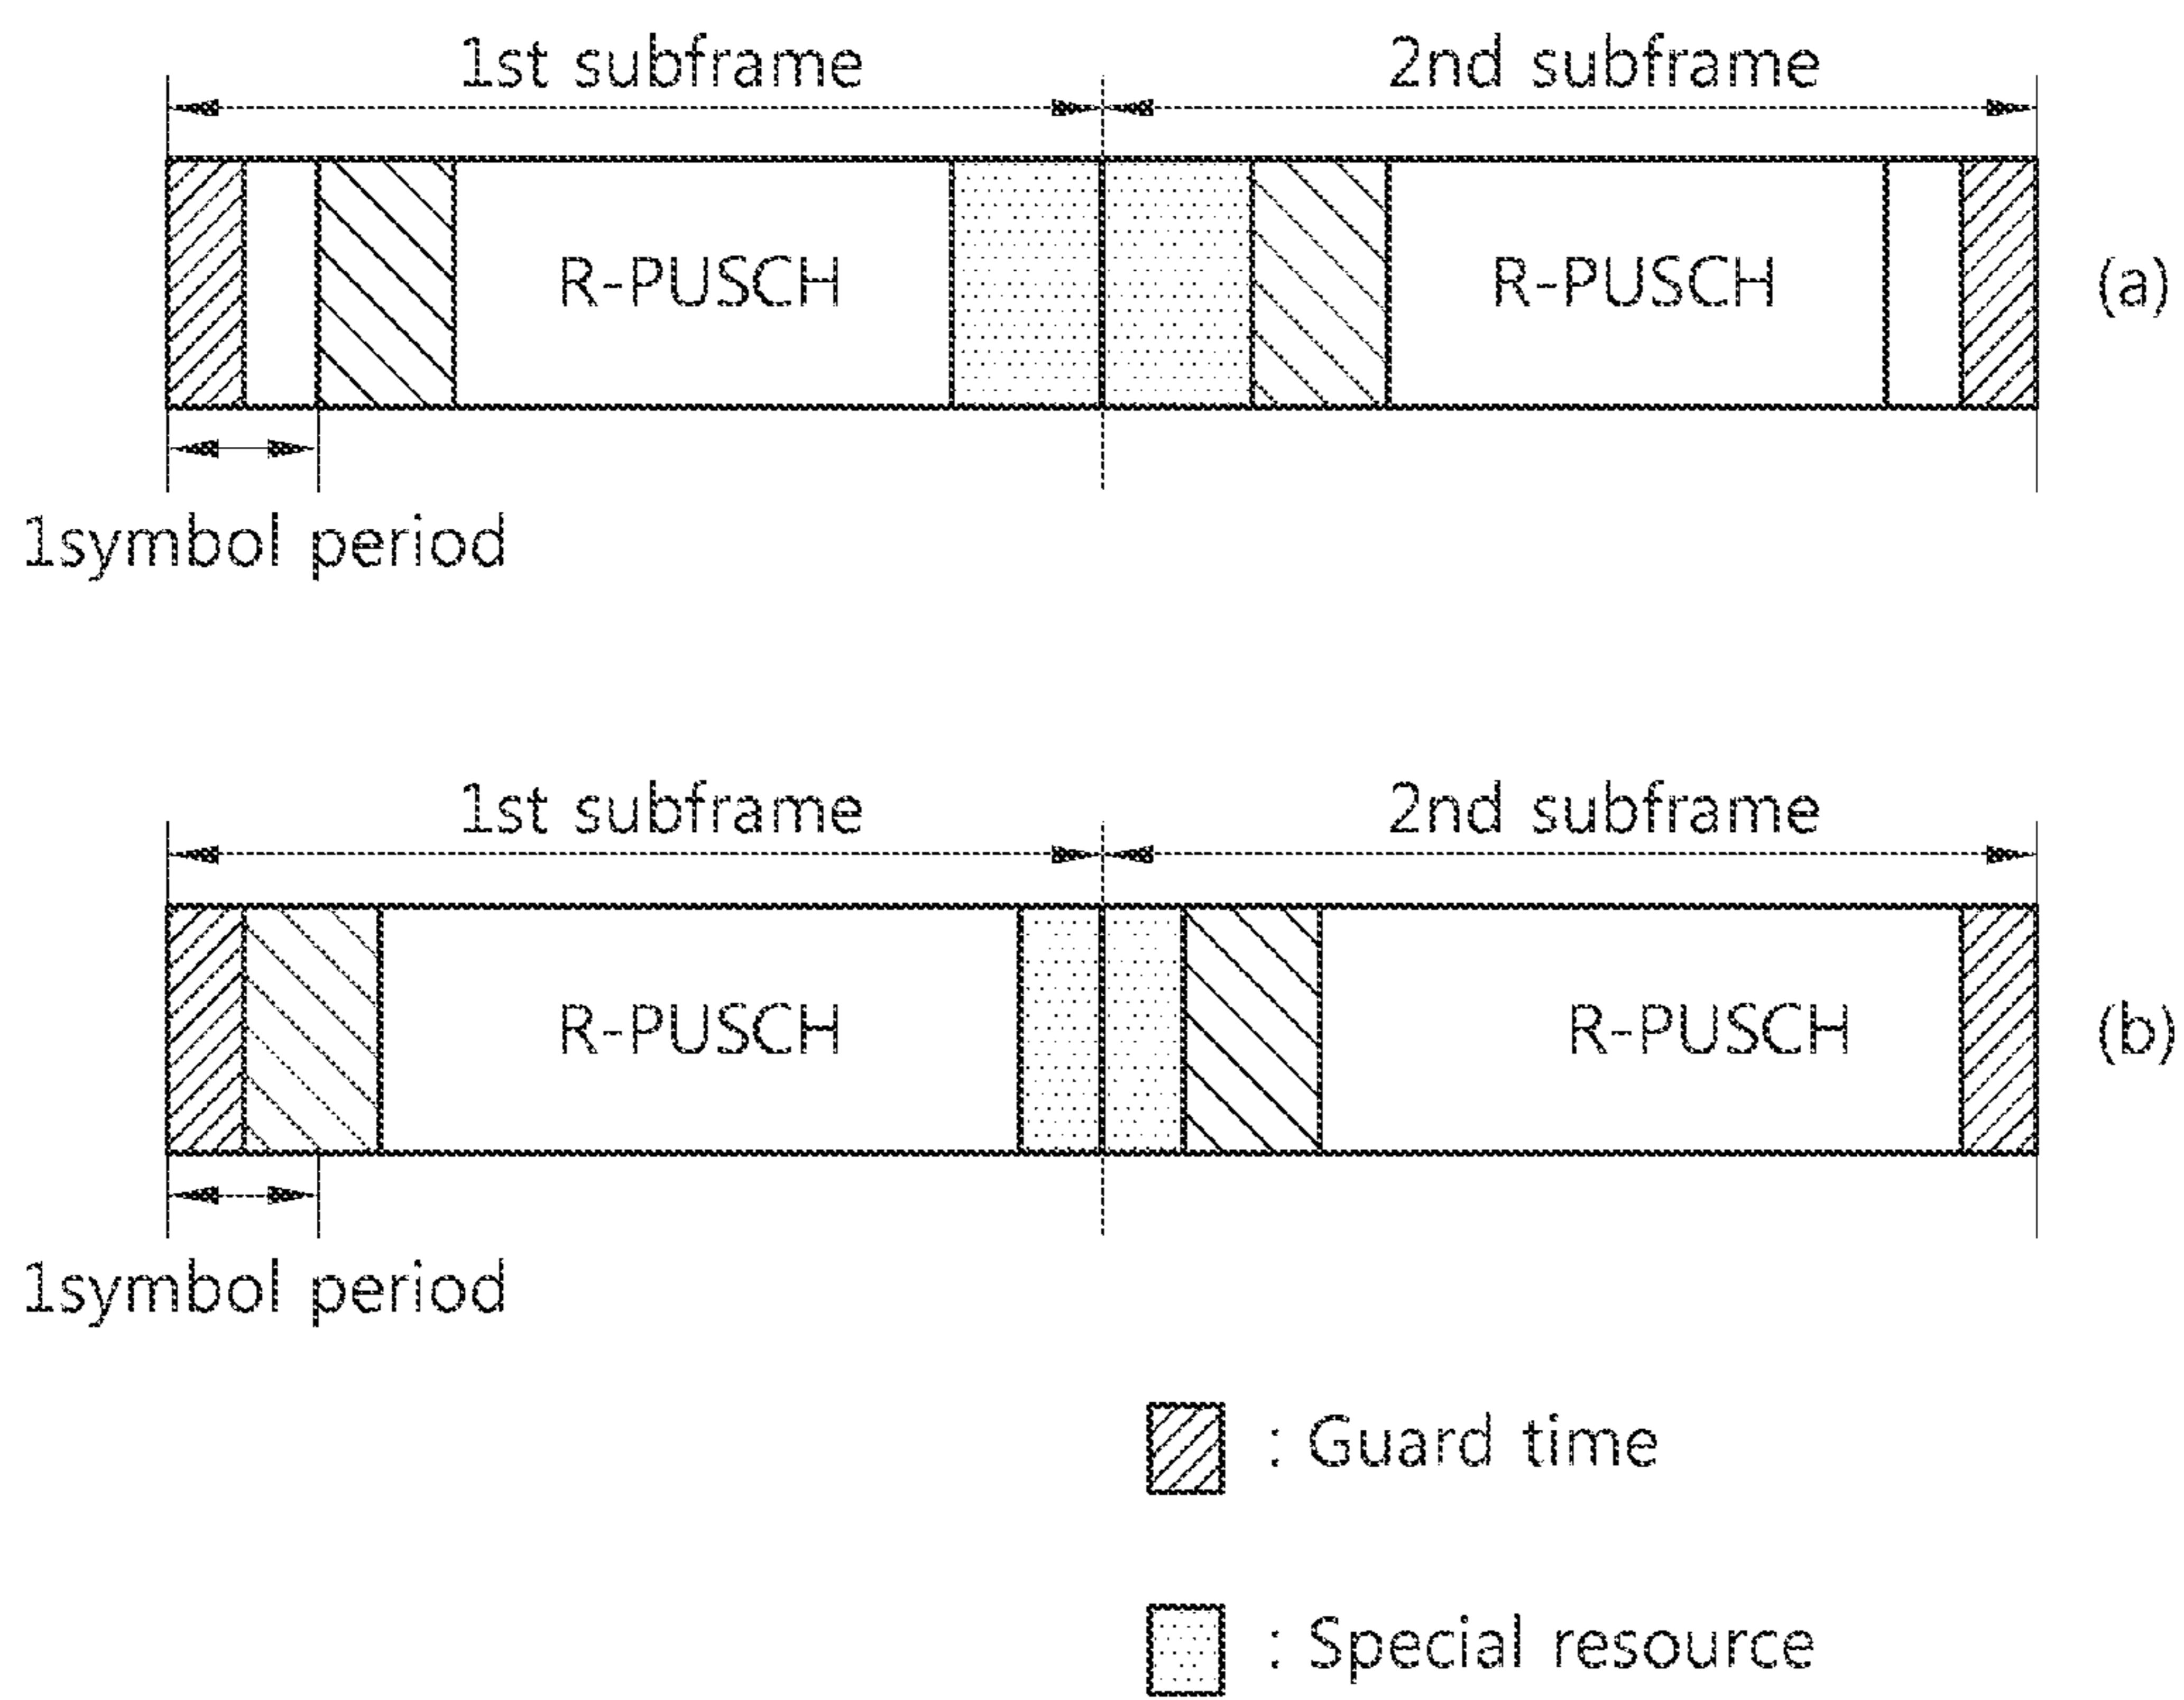 1st subframe 2nd subframe
R-PUSCH R-PUSCH (a)
1symbol period
1st subframe 2nd subframe
R-PUSCH R-PUSCH (b)
1symbol period
: Guard time
: Special resource